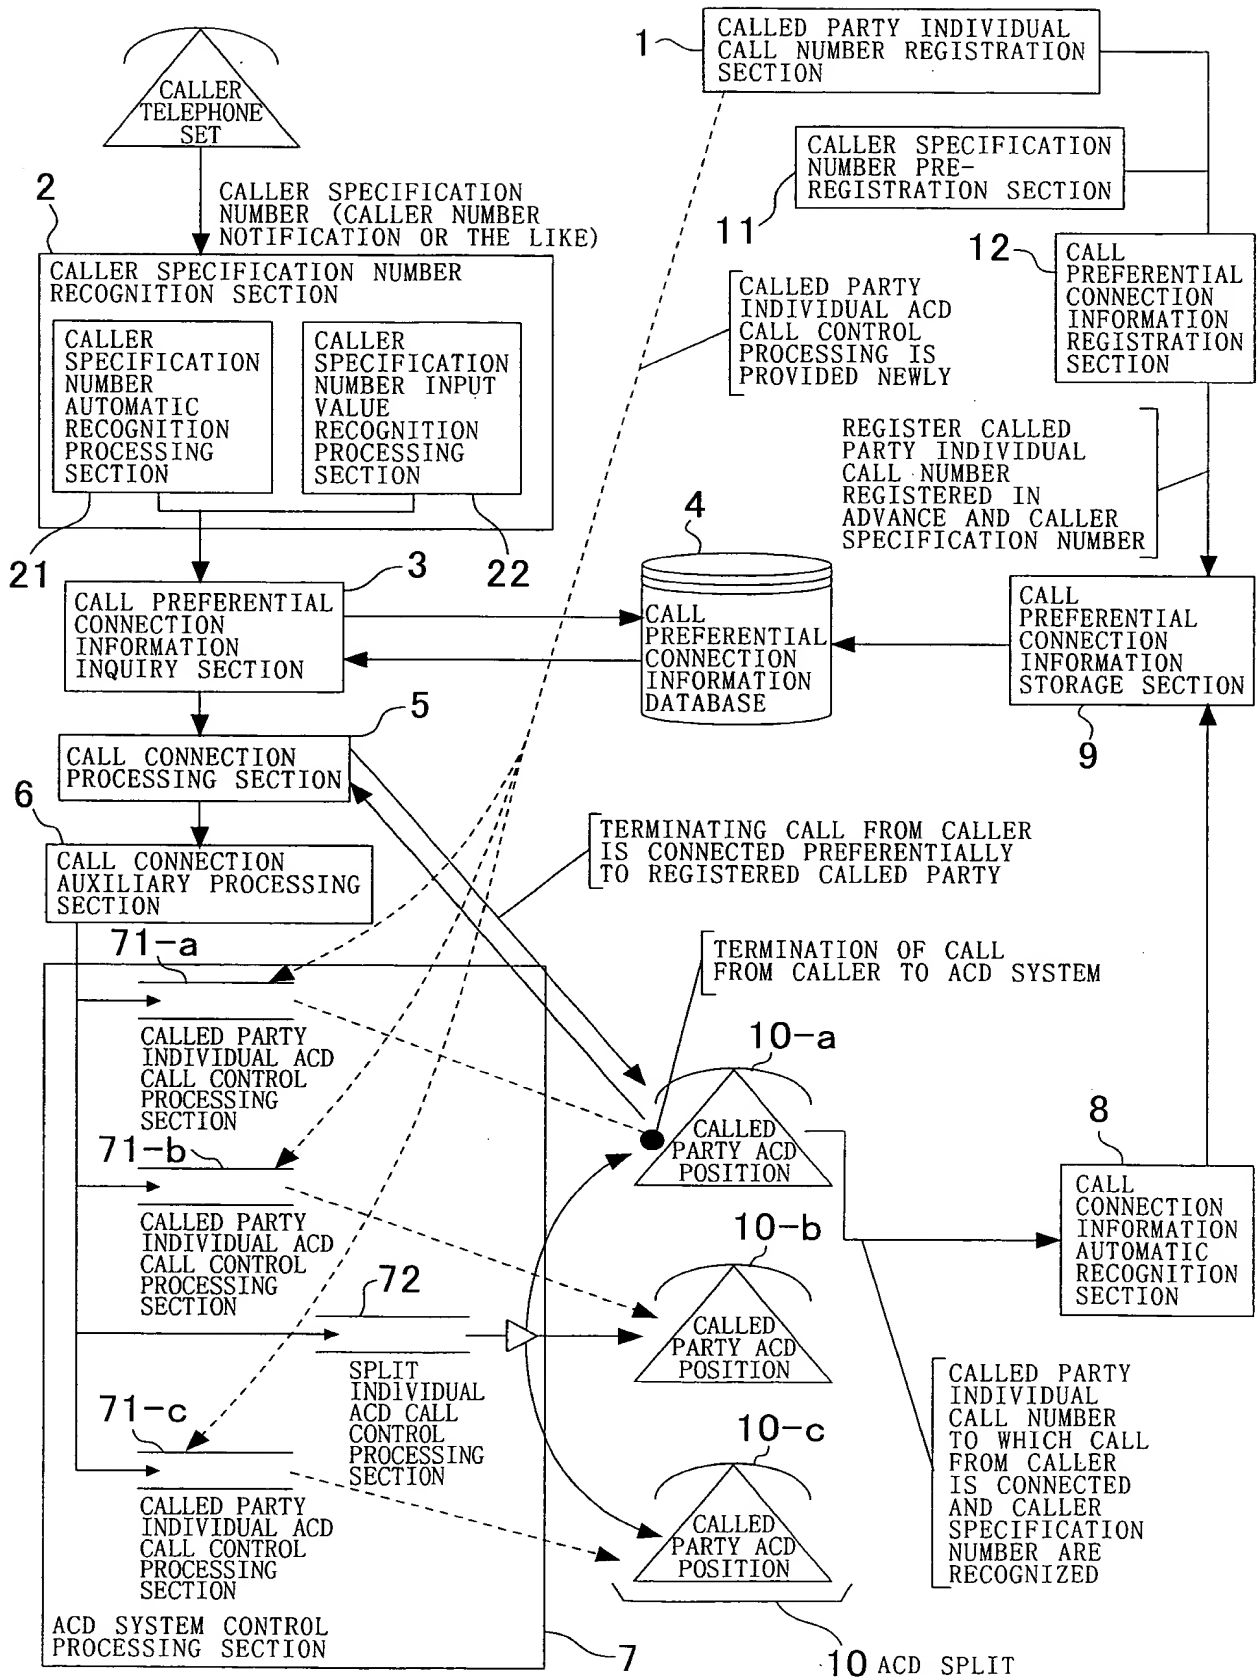 CALLER
TELEPHONE
SET
1
CALLED PARTY INDIVIDUAL
CALL NUMBER REGISTRATION
SECTION
CALLER SPECIFICATION
NUMBER PRE-
REGISTRATION SECTION
11
2
CALLER SPECIFICATION
NUMBER (CALLER NUMBER
NOTIFICATION OR THE LIKE)
12
CALL
PREFERENTIAL
CONNECTION
INFORMATION
REGISTRATION
SECTION
CALLER SPECIFICATION NUMBER
RECOGNITION SECTION
CALLER
SPECIFICATION
NUMBER
AUTOMATIC
RECOGNITION
PROCESSING
SECTION
CALLER
SPECIFICATION
NUMBER INPUT
VALUE
RECOGNITION
PROCESSING
SECTION
21
22
CALLED PARTY
INDIVIDUAL ACD
CALL CONTROL
PROCESSING IS
PROVIDED NEWLY
REGISTER CALLED
PARTY INDIVIDUAL
CALL NUMBER
REGISTERED IN
ADVANCE AND CALLER
SPECIFICATION NUMBER
3
CALL PREFERENTIAL
CONNECTION
INFORMATION
INQUIRY SECTION
4
CALL
PREFERENTIAL
CONNECTION
INFORMATION
DATABASE
CALL
PREFERENTIAL
CONNECTION
INFORMATION
STORAGE SECTION
9
5
CALL CONNECTION
PROCESSING SECTION
6
CALL CONNECTION
AUXILIARY PROCESSING
SECTION
TERMINATING CALL FROM CALLER
IS CONNECTED PREFERENTIALLY
TO REGISTERED CALLED PARTY
TERMINATION OF CALL
FROM CALLER TO ACD SYSTEM
71-a
CALLED PARTY
INDIVIDUAL ACD
CALL CONTROL
PROCESSING
SECTION
71-b
CALLED PARTY
INDIVIDUAL ACD
CALL CONTROL
PROCESSING
SECTION
72
SPLIT
INDIVIDUAL
ACD CALL
CONTROL
PROCESSING
SECTION
71-c
CALLED PARTY
INDIVIDUAL ACD
CALL CONTROL
PROCESSING
SECTION
ACD SYSTEM CONTROL
PROCESSING SECTION
7
10-a
CALLED
PARTY ACD
POSITION
10-b
CALLED
PARTY ACD
POSITION
10-c
CALLED
PARTY ACD
POSITION
10 ACD SPLIT
8
CALL
CONNECTION
INFORMATION
AUTOMATIC
RECOGNITION
SECTION
CALLED PARTY
INDIVIDUAL
CALL NUMBER
TO WHICH CALL
FROM CALLER
IS CONNECTED
AND CALLER
SPECIFICATION
NUMBER ARE
RECOGNIZED